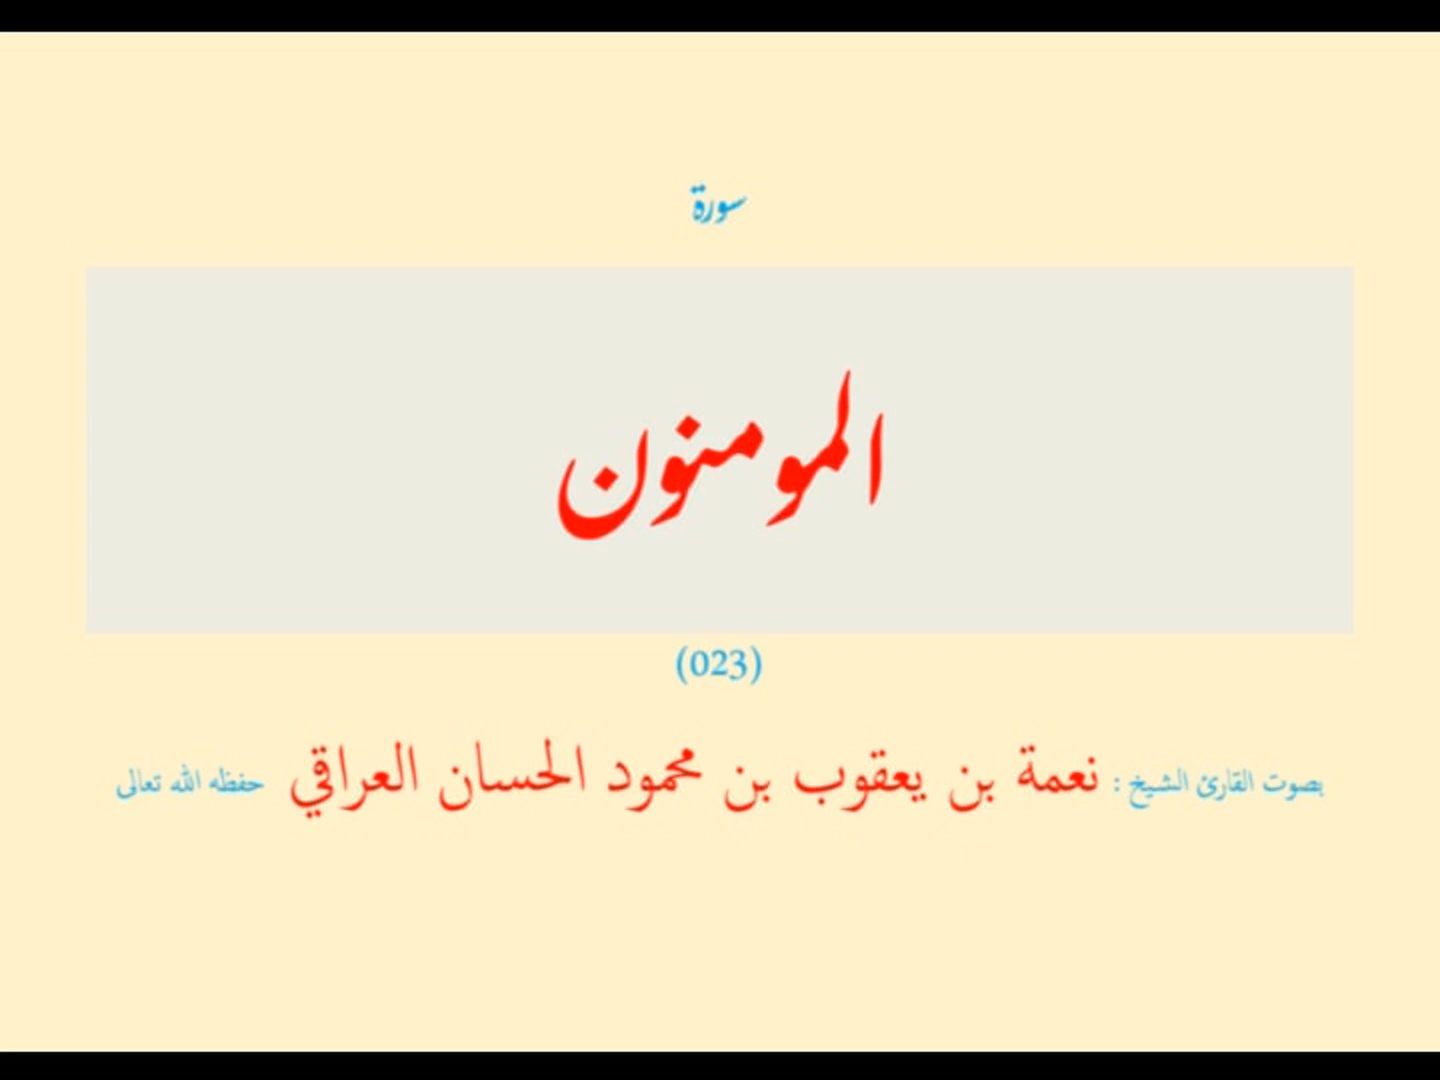 سورة
المومنون
(023)
بصوت القارئ الشيخ : نعمة بن يعقوب بن محمود الحسان العراقي حفظه الله تعالى